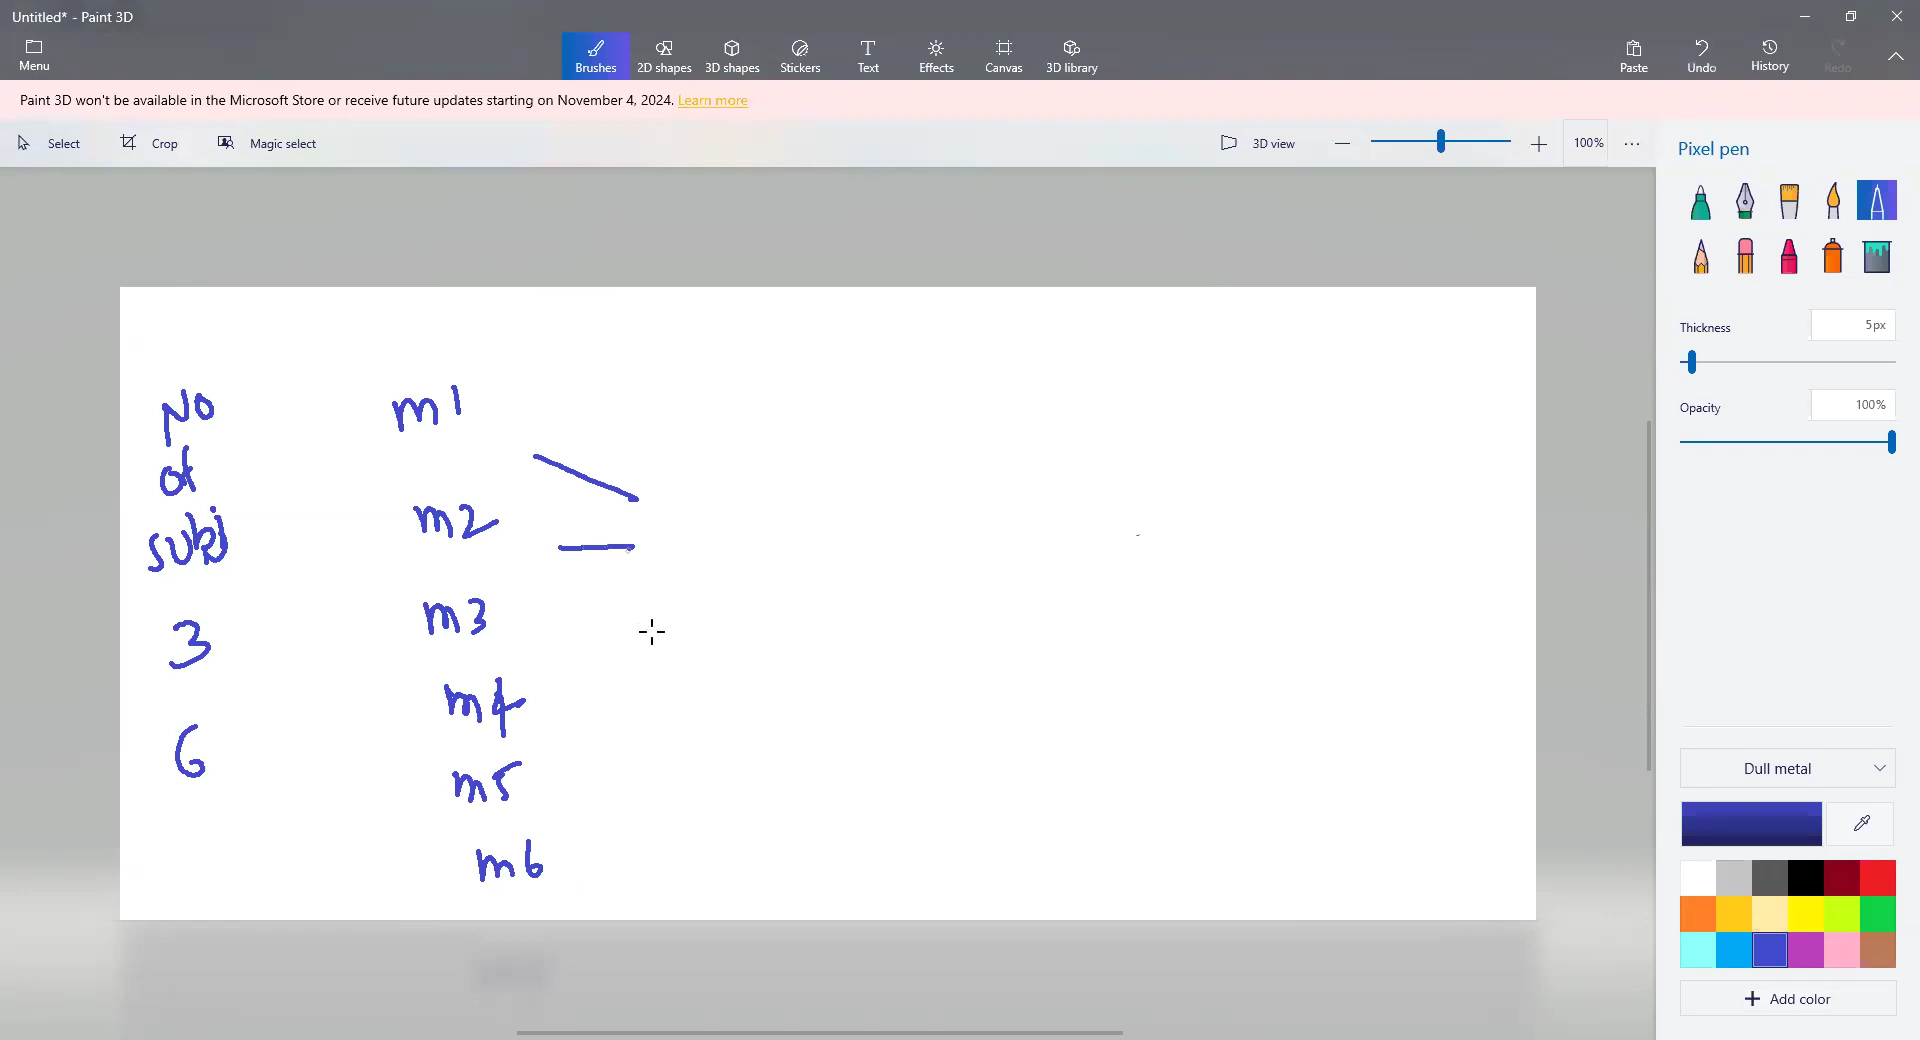 Untitled* - Paint 3D
Menu
Brushes 2D shapes 3D shapes Stickers Text Effects Canvas 3D library
Paste Undo History Redo
Paint 3D won't be available in the Microsoft Store or receive future updates starting on November 4, 2024. Learn more
Select Crop Magic select 3D view 100%
Pixel pen
Thickness 5px
Opacity 100%
No
of
subj
3
6
m1
m2
m3
m4
m5
m6
Dull metal
Add color